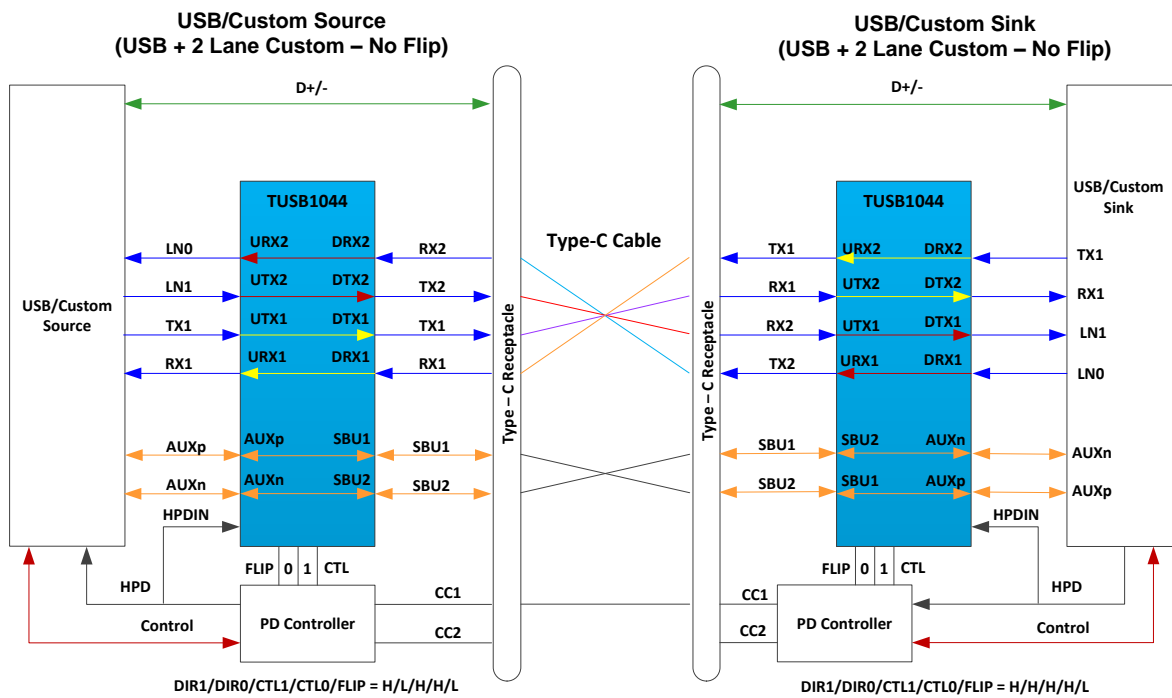 USB/Custom Source
(USB + 2 Lane Custom – No Flip)
USB/Custom Sink
(USB + 2 Lane Custom – No Flip)
D+/-
D+/-
TUSB1044
TUSB1044
USB/Custom
Sink
Type-C Cable
LN0
URX2
DRX2
RX2
TX1
URX2
DRX2
TX1
LN1
UTX2
DTX2
TX2
RX1
UTX2
DTX2
RX1
USB/Custom
Source
TX1
UTX1
DTX1
TX1
RX2
UTX1
DTX1
LN1
RX1
URX1
DRX1
RX1
TX2
URX1
DRX1
LN0
Type – C Receptacle
Type – C Receptacle
AUXp
AUXp
SBU1
SBU1
SBU1
SBU2
AUXn
AUXn
AUXn
AUXn
SBU2
SBU2
SBU2
SBU1
AUXp
AUXp
HPDIN
HPDIN
FLIP
0
1
CTL
FLIP
0
1
CTL
HPD
CC1
CC1
HPD
Control
PD Controller
CC2
CC2
PD Controller
Control
DIR1/DIR0/CTL1/CTL0/FLIP = H/L/H/H/L
DIR1/DIR0/CTL1/CTL0/FLIP = H/H/H/H/L